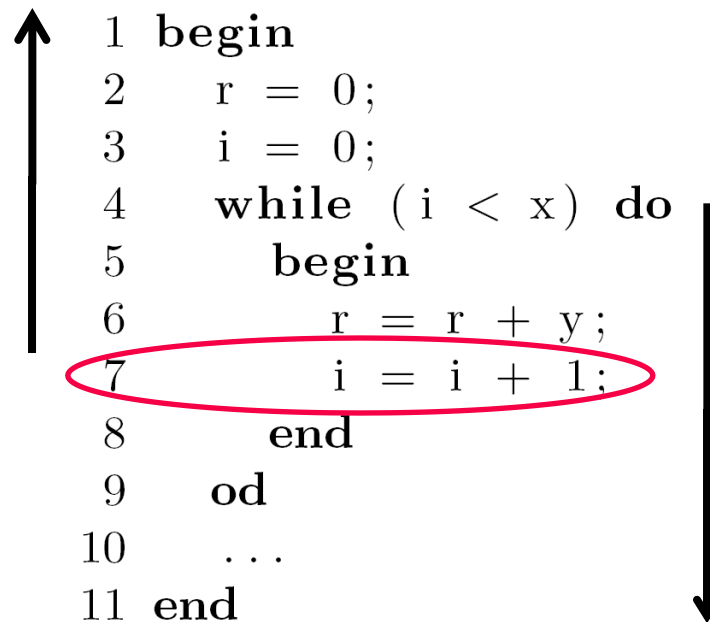 1 begin
2 r = 0;
3 i = 0;
4 while (i < x) do
5 begin
6 r = r + y;
7 i = i + 1;
8 end
9 od
10 ...
11 end